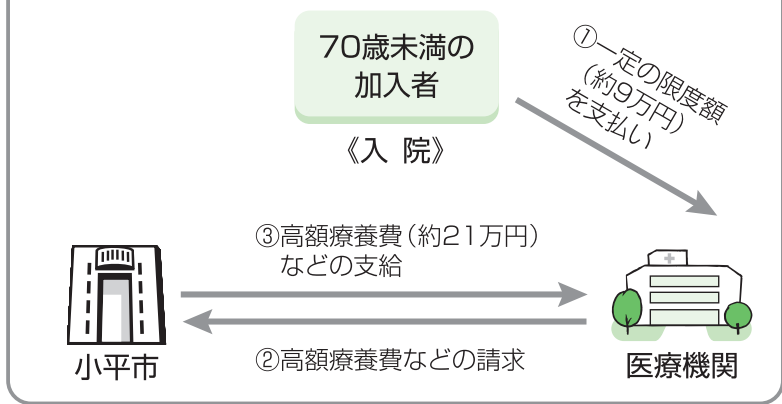 70歳未満の
加入者
《入 院》
①一定の限度額
(約9万円)
を支払い
③高額療養費(約21万円)
などの支給
②高額療養費などの請求
小平市
医療機関